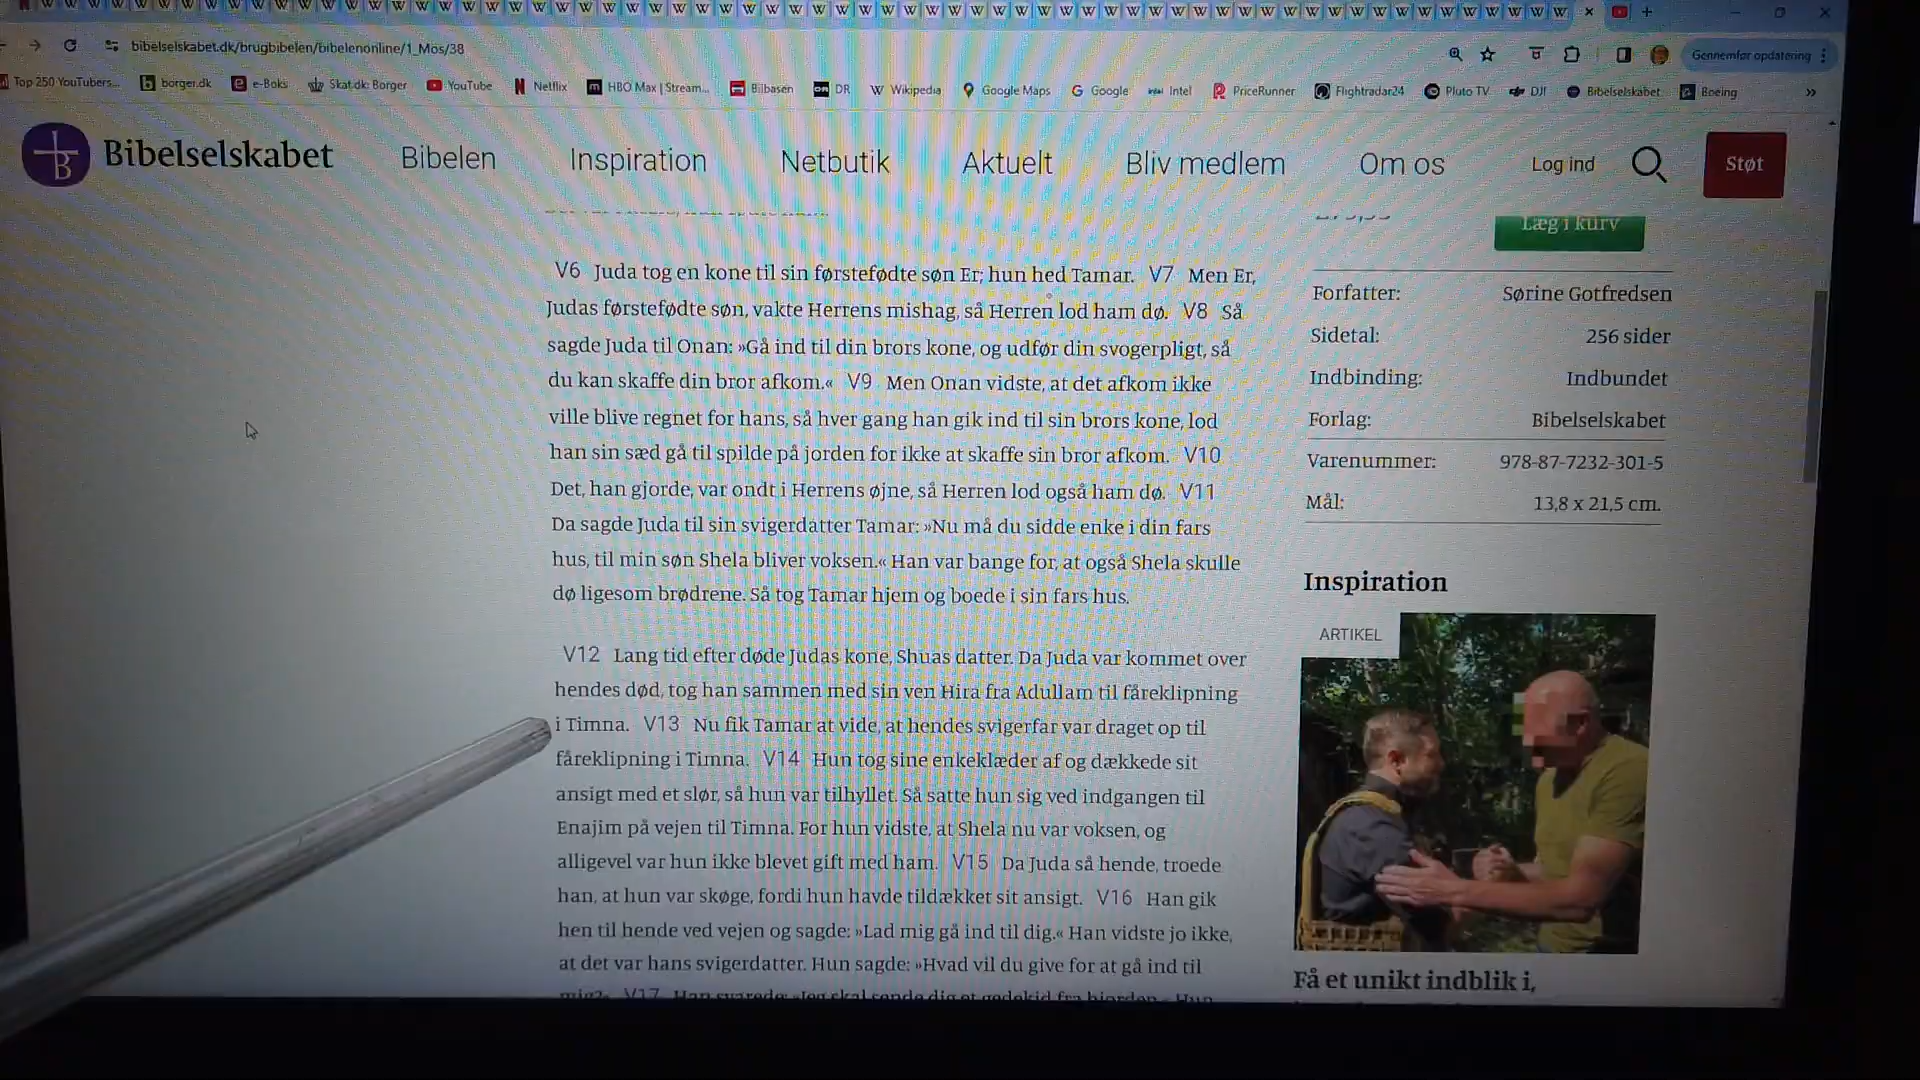 bibelselskabet.dk/brugbibelen/bibelenonline/1_Mos/38
Gennemfør opdatering
Top 250 YouTubers...
borger.dk
e-Boks
Skat.dk: Borger
YouTube
Netflix
HBO Max | Stream...
Bilbasen
DR
Wikipedia
Google Maps
Google
Intel
PriceRunner
Flightradar24
Pluto TV
DJI
Bibelselskabet
Boeing
»
Bibelselskabet
Bibelen
Inspiration
Netbutik
Aktuelt
Bliv medlem
Om os
Log ind
Støt
V6 Juda tog en kone til sin førstefødte søn Er; hun hed Tamar. V7 Men Er,
Judas førstefødte søn, vakte Herrens mishag, så Herren lod ham dø. V8 Så
sagde Juda til Onan: »Gå ind til din brors kone, og udfør din svogerpligt, så
du kan skaffe din bror afkom.« V9 Men Onan vidste, at det afkom ikke
ville blive regnet for hans, så hver gang han gik ind til sin brors kone, lod
han sin sæd gå til spilde på jorden for ikke at skaffe sin bror afkom. V10
Det, han gjorde, var ondt i Herrens øjne, så Herren lod også ham dø. V11
Da sagde Juda til sin svigerdatter Tamar: »Nu må du sidde enke i din fars
hus, til min søn Shela bliver voksen.« Han var bange for, at også Shela skulle
dø ligesom brødrene. Så tog Tamar hjem og boede i sin fars hus.
V12 Lang tid efter døde Judas kone, Shuas datter. Da Juda var kommet over
hendes død, tog han sammen med sin ven Hira fra Adullam til fåreklipning
i Timna. V13 Nu fik Tamar at vide, at hendes svigerfar var draget op til
fåreklipning i Timna. V14 Hun tog sine enkeklæder af og dækkede sit
ansigt med et slør, så hun var tilhyllet. Så satte hun sig ved indgangen til
Enajim på vejen til Timna. For hun vidste, at Shela nu var voksen, og
alligevel var hun ikke blevet gift med ham. V15 Da Juda så hende, troede
han, at hun var skøge, fordi hun havde tildækket sit ansigt. V16 Han gik
hen til hende ved vejen og sagde: »Lad mig gå ind til dig.« Han vidste jo ikke,
at det var hans svigerdatter. Hun sagde: »Hvad vil du give for at gå ind til
mig?« V17 Han svarede: »Jeg skal sende dig et gedekid fra hjorden.« Hun
Læg i kurv
Forfatter: Sørine Gotfredsen
Sidetal: 256 sider
Indbinding: Indbundet
Forlag: Bibelselskabet
Varenummer: 978-87-7232-301-5
Mål: 13,8 x 21,5 cm.
Inspiration
ARTIKEL
Få et unikt indblik i,